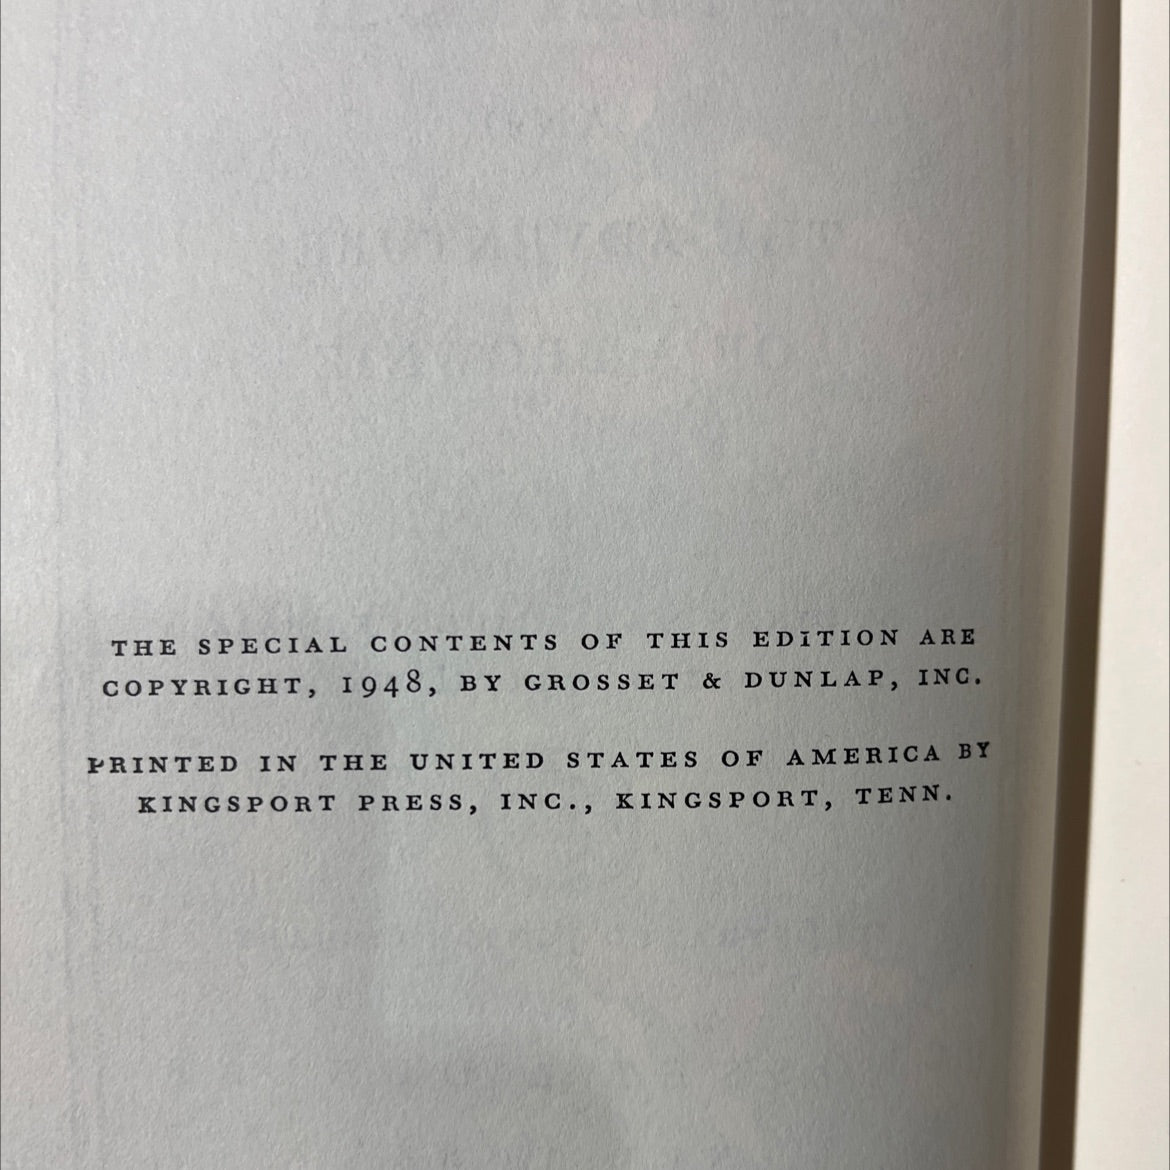 THE SPECIAL CONTENTS OF THIS EDITION ARE
COPYRIGHT, 1948, BY GROSSET & DUNLAP, INC.
PRINTED IN THE UNITED STATES OF AMERICA BY
KINGSPORT PRESS, INC., KINGSPORT, TENN.